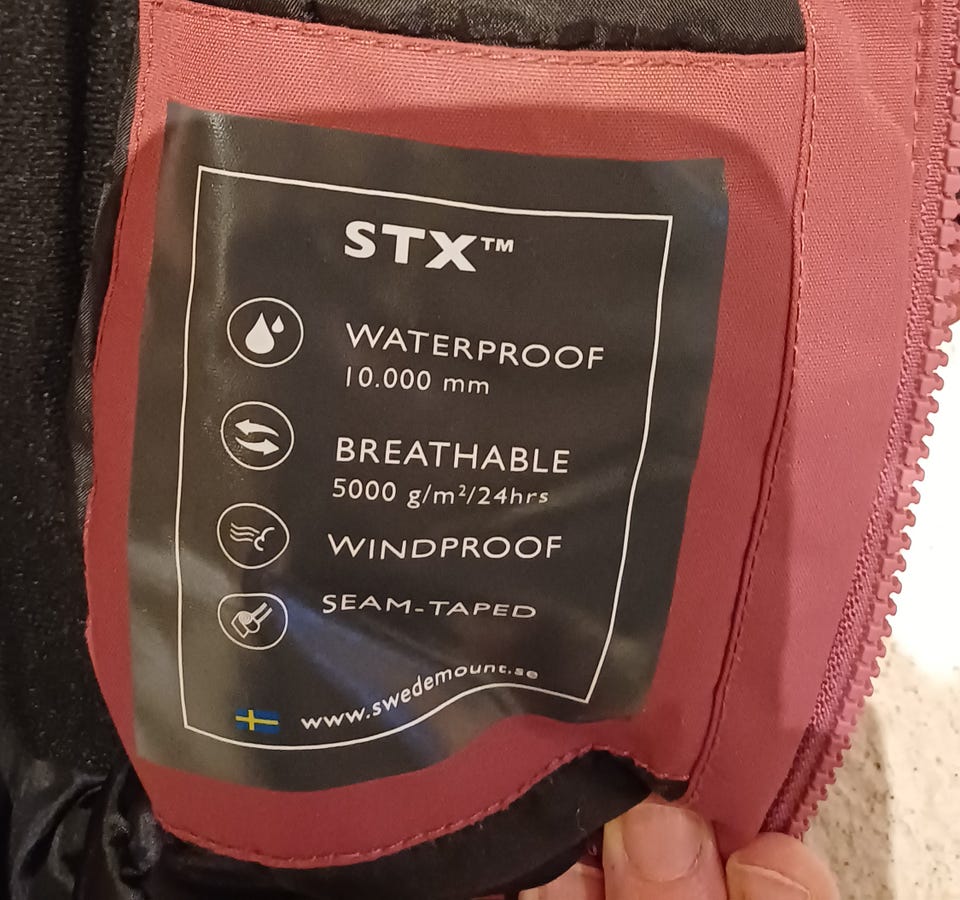 STX™
WATERPROOF
10.000 mm
BREATHABLE
5000 g/m²/24hrs
WINDPROOF
SEAM-TAPED
www.swedemount.se